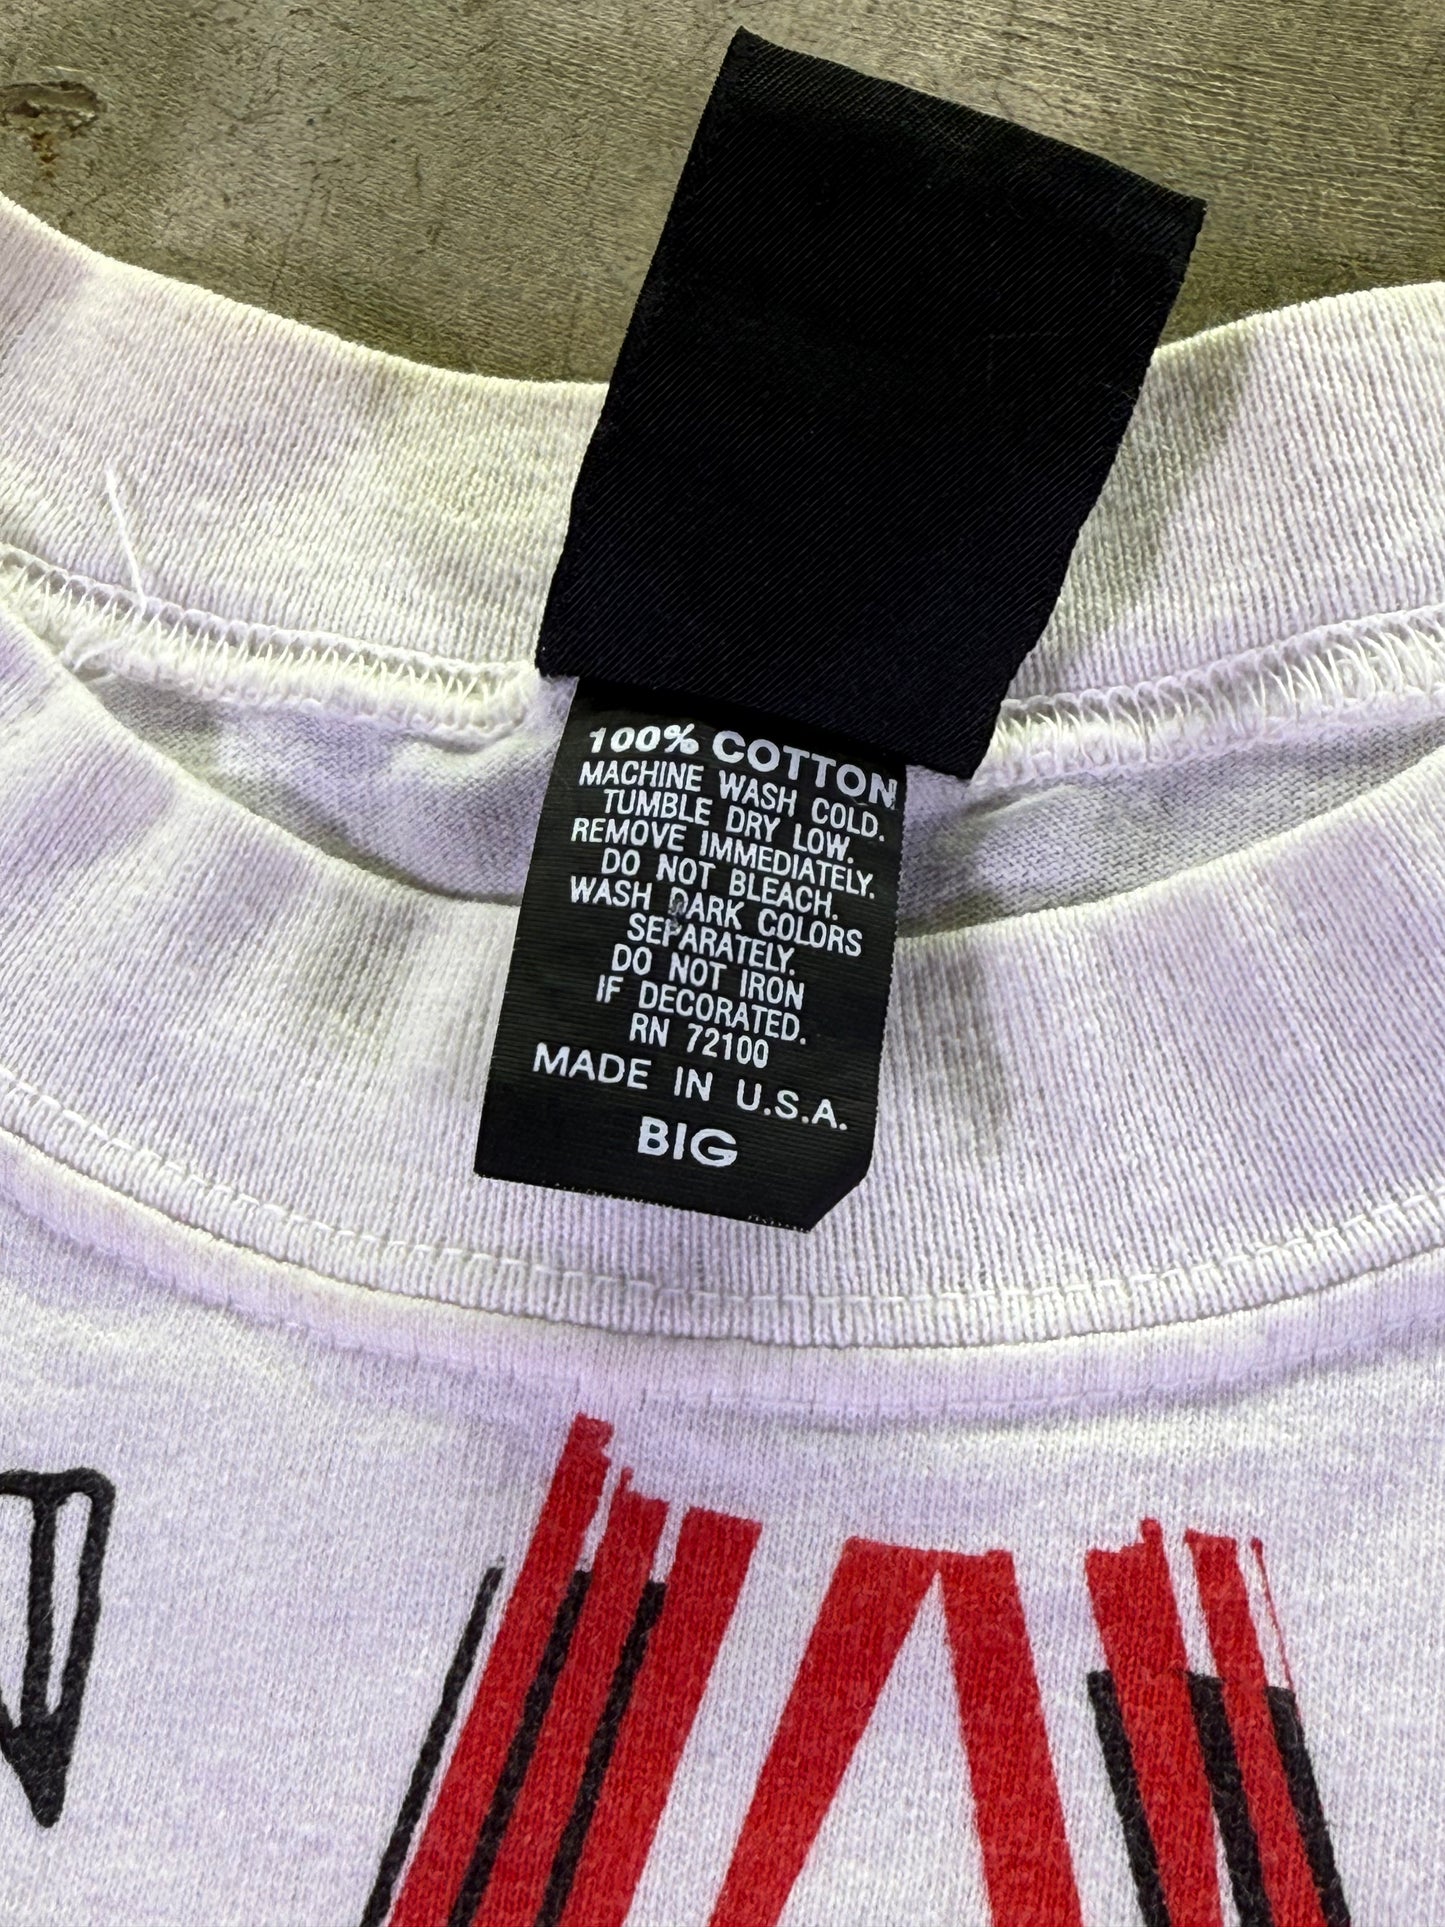 100% COTTON
MACHINE WASH COLD.
TUMBLE DRY LOW.
REMOVE IMMEDIATELY.
DO NOT BLEACH.
WASH DARK COLORS
SEPARATELY.
DO NOT IRON
IF DECORATED.
RN 72100
MADE IN U.S.A.
BIG